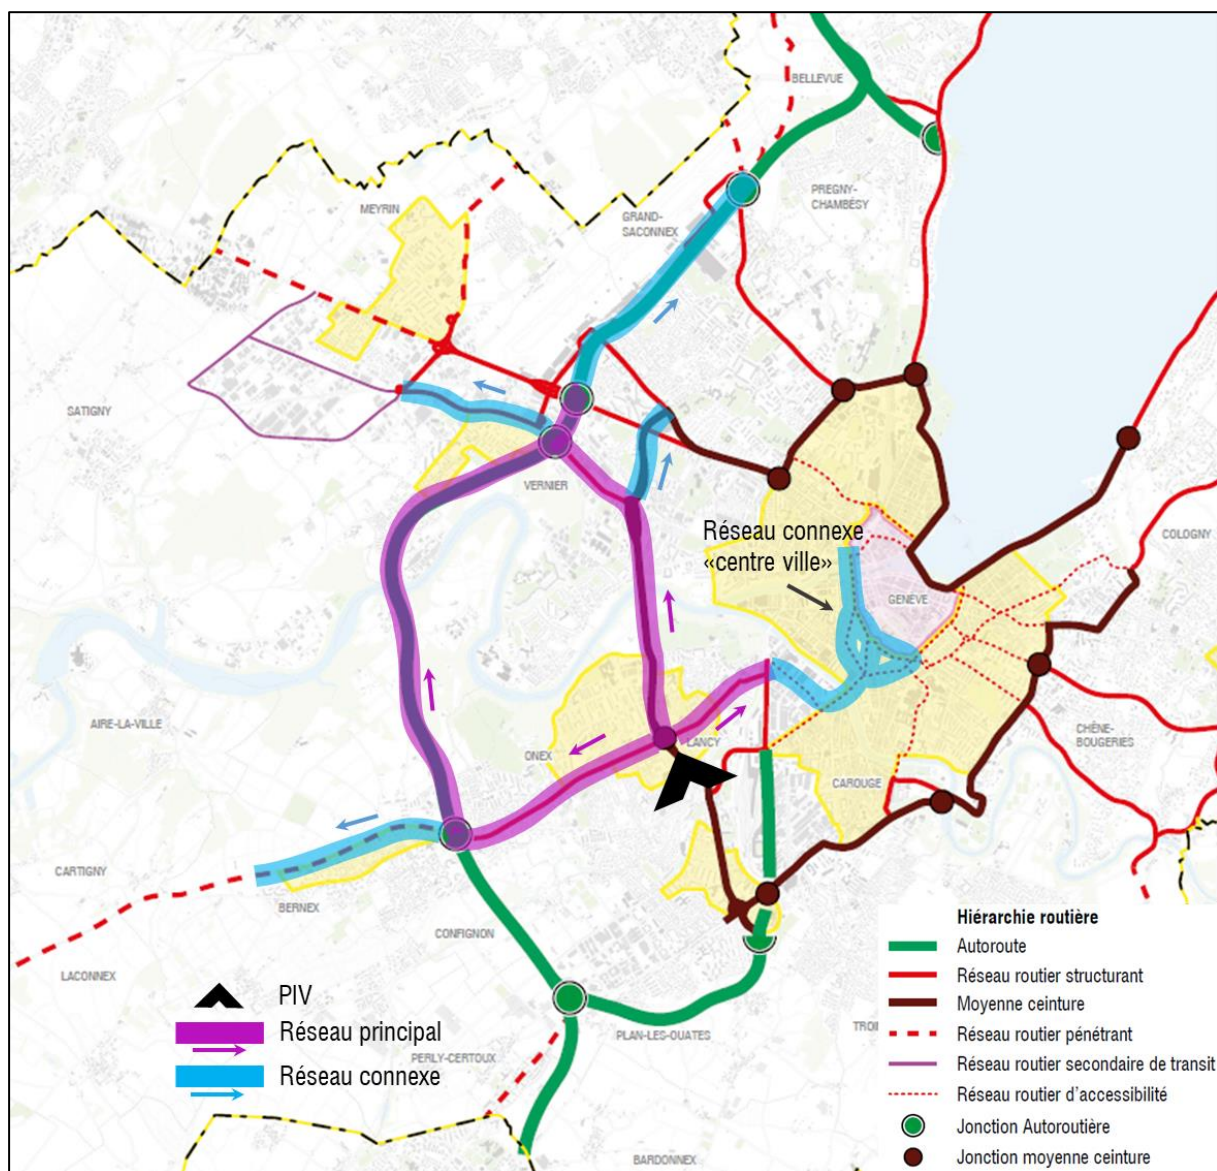 BELLEVUE
PREGNY-
CHAMBÉSY
MEYRIN
GRAND-
SACONNEX
SATIGNY
VERNIER
Réseau connexe
«centre ville»
COLOGNY
GENÈVE
AIRE-LA-VILLE
ONEX
LANCY
CHÊNE-
BOUGERIES
CAROUGE
CARTIGNY
BERNEX
CONFIGNON
LACONNEX
PLAN-LES-OUATES
PERLY-CERTOUX
BARDONNEX
PIV
Réseau principal
Réseau connexe
TROI
Hiérarchie routière
Autoroute
Réseau routier structurant
Moyenne ceinture
Réseau routier pénétrant
Réseau routier secondaire de transit
Réseau routier d'accessibilité
Jonction Autoroutière
Jonction moyenne ceinture